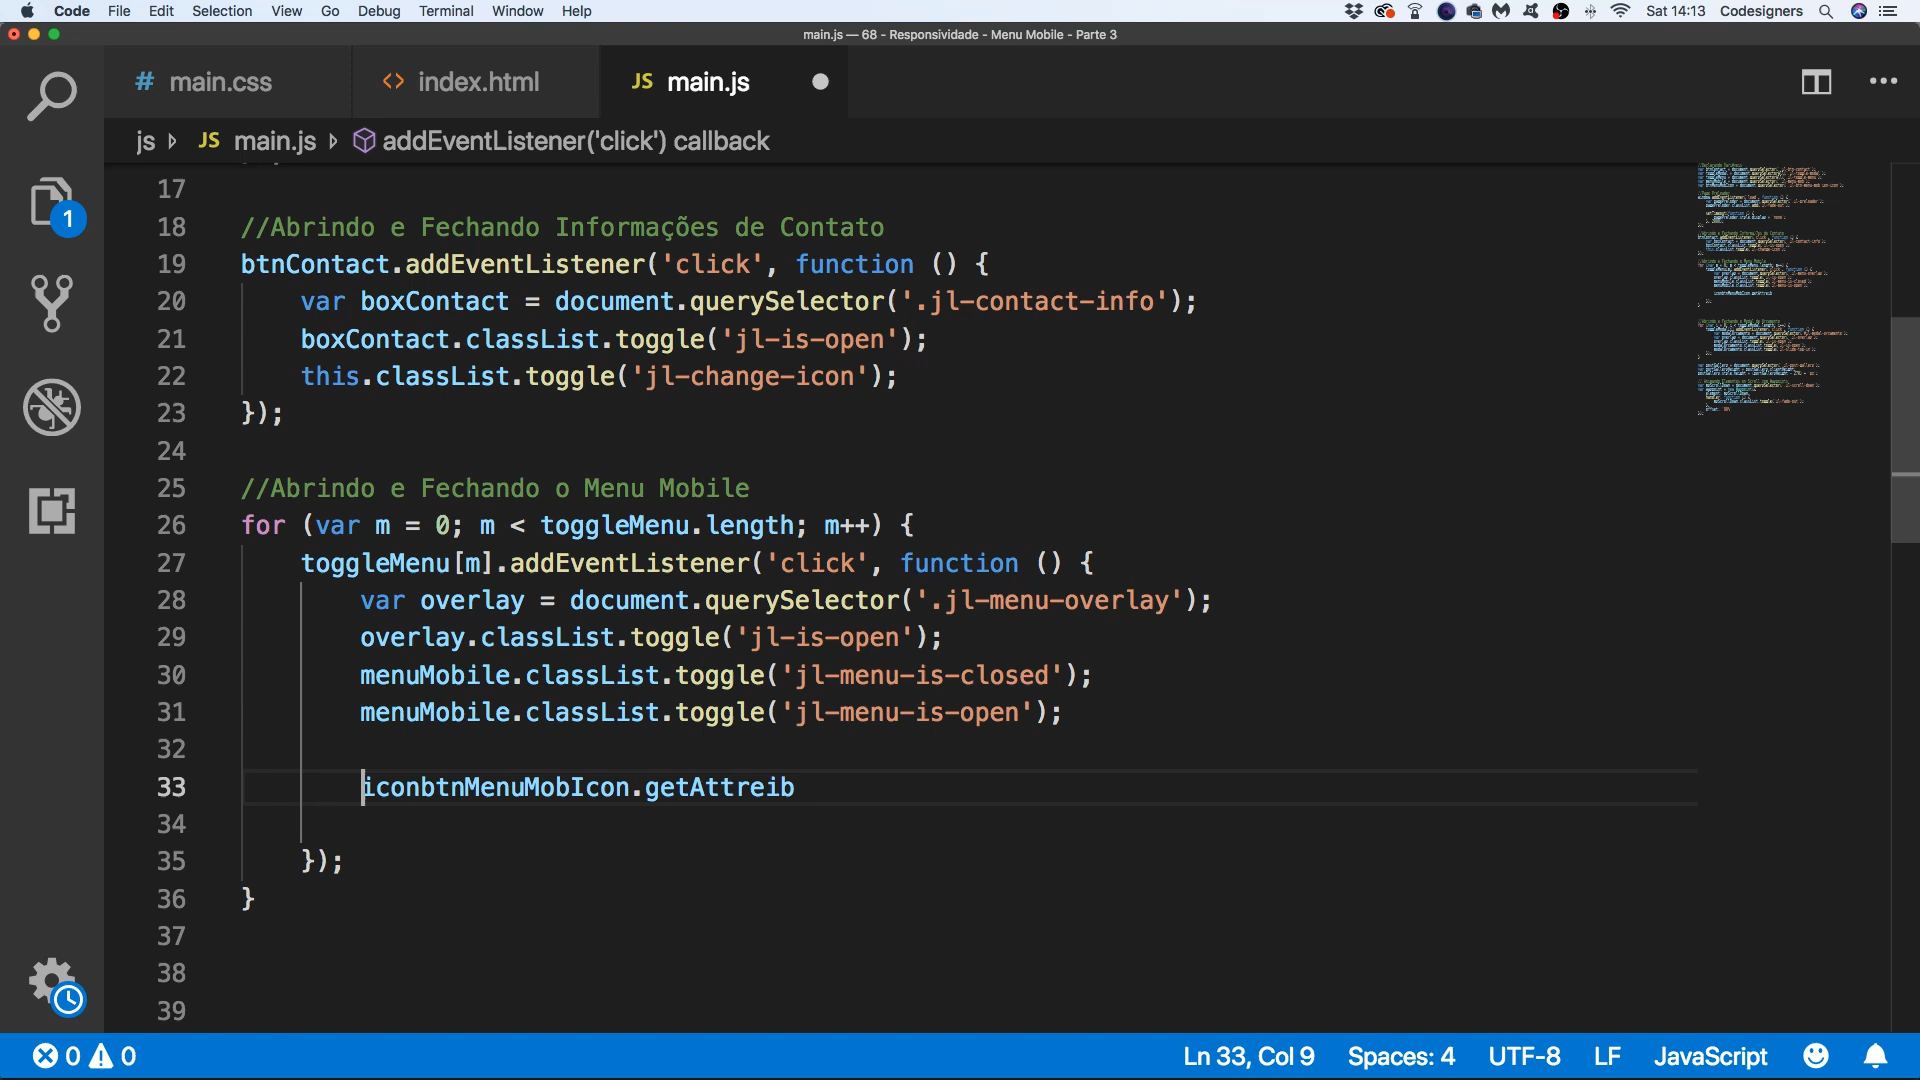 Code File Edit Selection View Go Debug Terminal Window Help Sat 14:13 Codesigners
main.js — 68 - Responsividade - Menu Mobile - Parte 3
# main.css <> index.html JS main.js
js JS main.js addEventListener('click') callback
17
18 //Abrindo e Fechando Informações de Contato
19 btnContact.addEventListener('click', function () {
20 var boxContact = document.querySelector('.jl-contact-info');
21 boxContact.classList.toggle('jl-is-open');
22 this.classList.toggle('jl-change-icon');
23 });
24
25 //Abrindo e Fechando o Menu Mobile
26 for (var m = 0; m < toggleMenu.length; m++) {
27 toggleMenu[m].addEventListener('click', function () {
28 var overlay = document.querySelector('.jl-menu-overlay');
29 overlay.classList.toggle('jl-is-open');
30 menuMobile.classList.toggle('jl-menu-is-closed');
31 menuMobile.classList.toggle('jl-menu-is-open');
32
33 iconbtnMenuMobIcon.getAttreib
34
35 });
36 }
37
38
39
1
0 0 Ln 33, Col 9 Spaces: 4 UTF-8 LF JavaScript